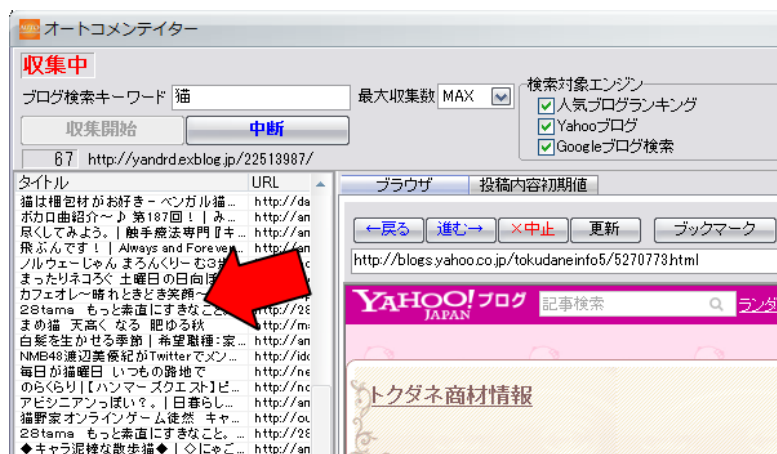 オートコメンテイター
収集中
ブログ検索キーワード 猫
最大収集数 MAX
検索対象エンジン
人気ブログランキング
Yahooブログ
Googleブログ検索
収集開始 中断
67 http://yandrd.exblog.jp/22513987/
タイトル URL
猫は梱包材がお好き - ベンガル猫... http://da
ボカロ曲紹介~♪ 第187回! | み... http://an
尽くしてみよう。| 触手療法専門『キ... http://an
飛ぶんです! | Always and Forever... http://am
ノルウェーじゃん まろんくりーむ3
まったりネコろぐ 土曜日の日向ぼ
カフェオレ~晴れときどき笑顔~
28tama もっと素直にすきなこと。 http://28
まめ猫 天高く なる 肥ゆる秋 http://m
白髪を生かせる季節 | 希望職種:家... http://am
NMB48渡辺美優紀がTwitterでメン... http://ido
毎日が猫曜日 いつもの路地で http://ne
のらくらり|【ハンマーズクエスト】ピ... http://no
アビシニアンっぽい?。| 日暮らし... http://am
猫野家オンラインゲーム徒然 キャ... http://ou
28tama もっと素直にすきなこと。... http://28
◆キャラ泥棒な散歩猫◆ | ◇にゃご... http://am
ブラウザ 投稿内容初期値
←戻る 進む→ ×中止 更新 ブックマーク
http://blogs.yahoo.co.jp/tokudaneinfo5/5270773.html
YAHOO! ブログ
JAPAN
記事検索 ランダ
トクダネ商材情報